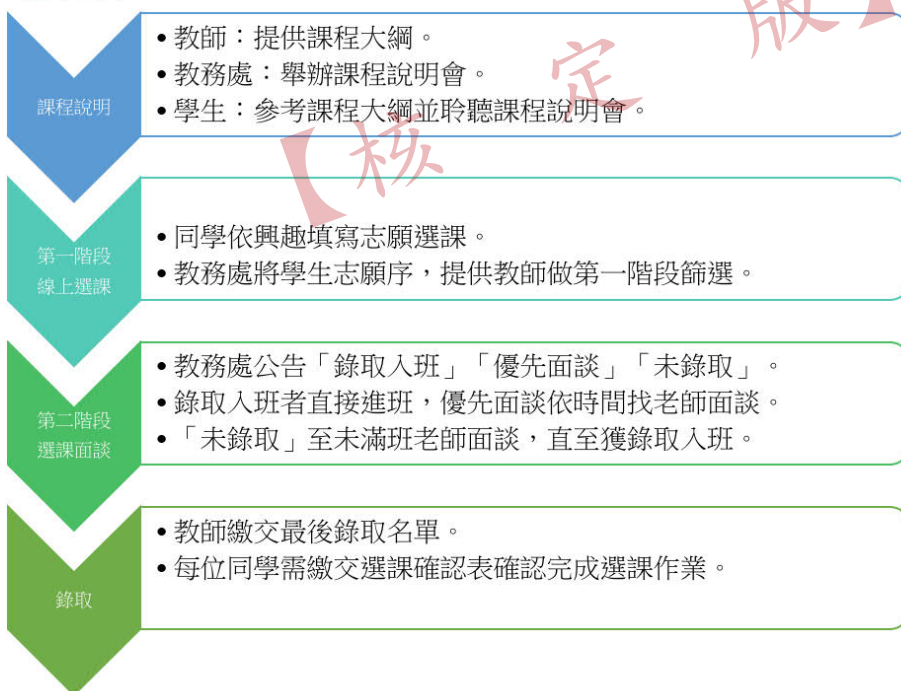 課程說明
• 教師：提供課程大綱。
• 教務處：舉辦課程說明會。
• 學生：參考課程大綱並聆聽課程說明會。
【核定版】
第一階段
線上選課
• 同學依興趣填寫志願選課。
• 教務處將學生志願序，提供教師做第一階段篩選。
第二階段
選課面談
• 教務處公告「錄取入班」「優先面談」「未錄取」。
• 錄取入班者直接進班，優先面談依時間找老師面談。
• 「未錄取」至未滿班老師面談，直至獲錄取入班。
錄取
• 教師繳交最後錄取名單。
• 每位同學需繳交選課確認表確認完成選課作業。